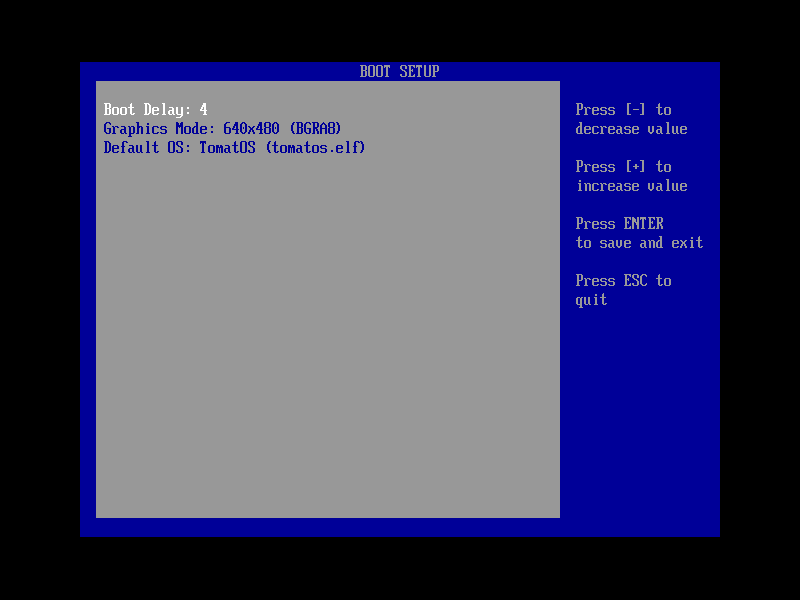 BOOT SETUP
Boot Delay: 4
Graphics Mode: 640x480 (BGRA8)
Default OS: TomatOS (tomatos.elf)
Press [-] to
decrease value
Press [+] to
increase value
Press ENTER
to save and exit
Press ESC to
quit